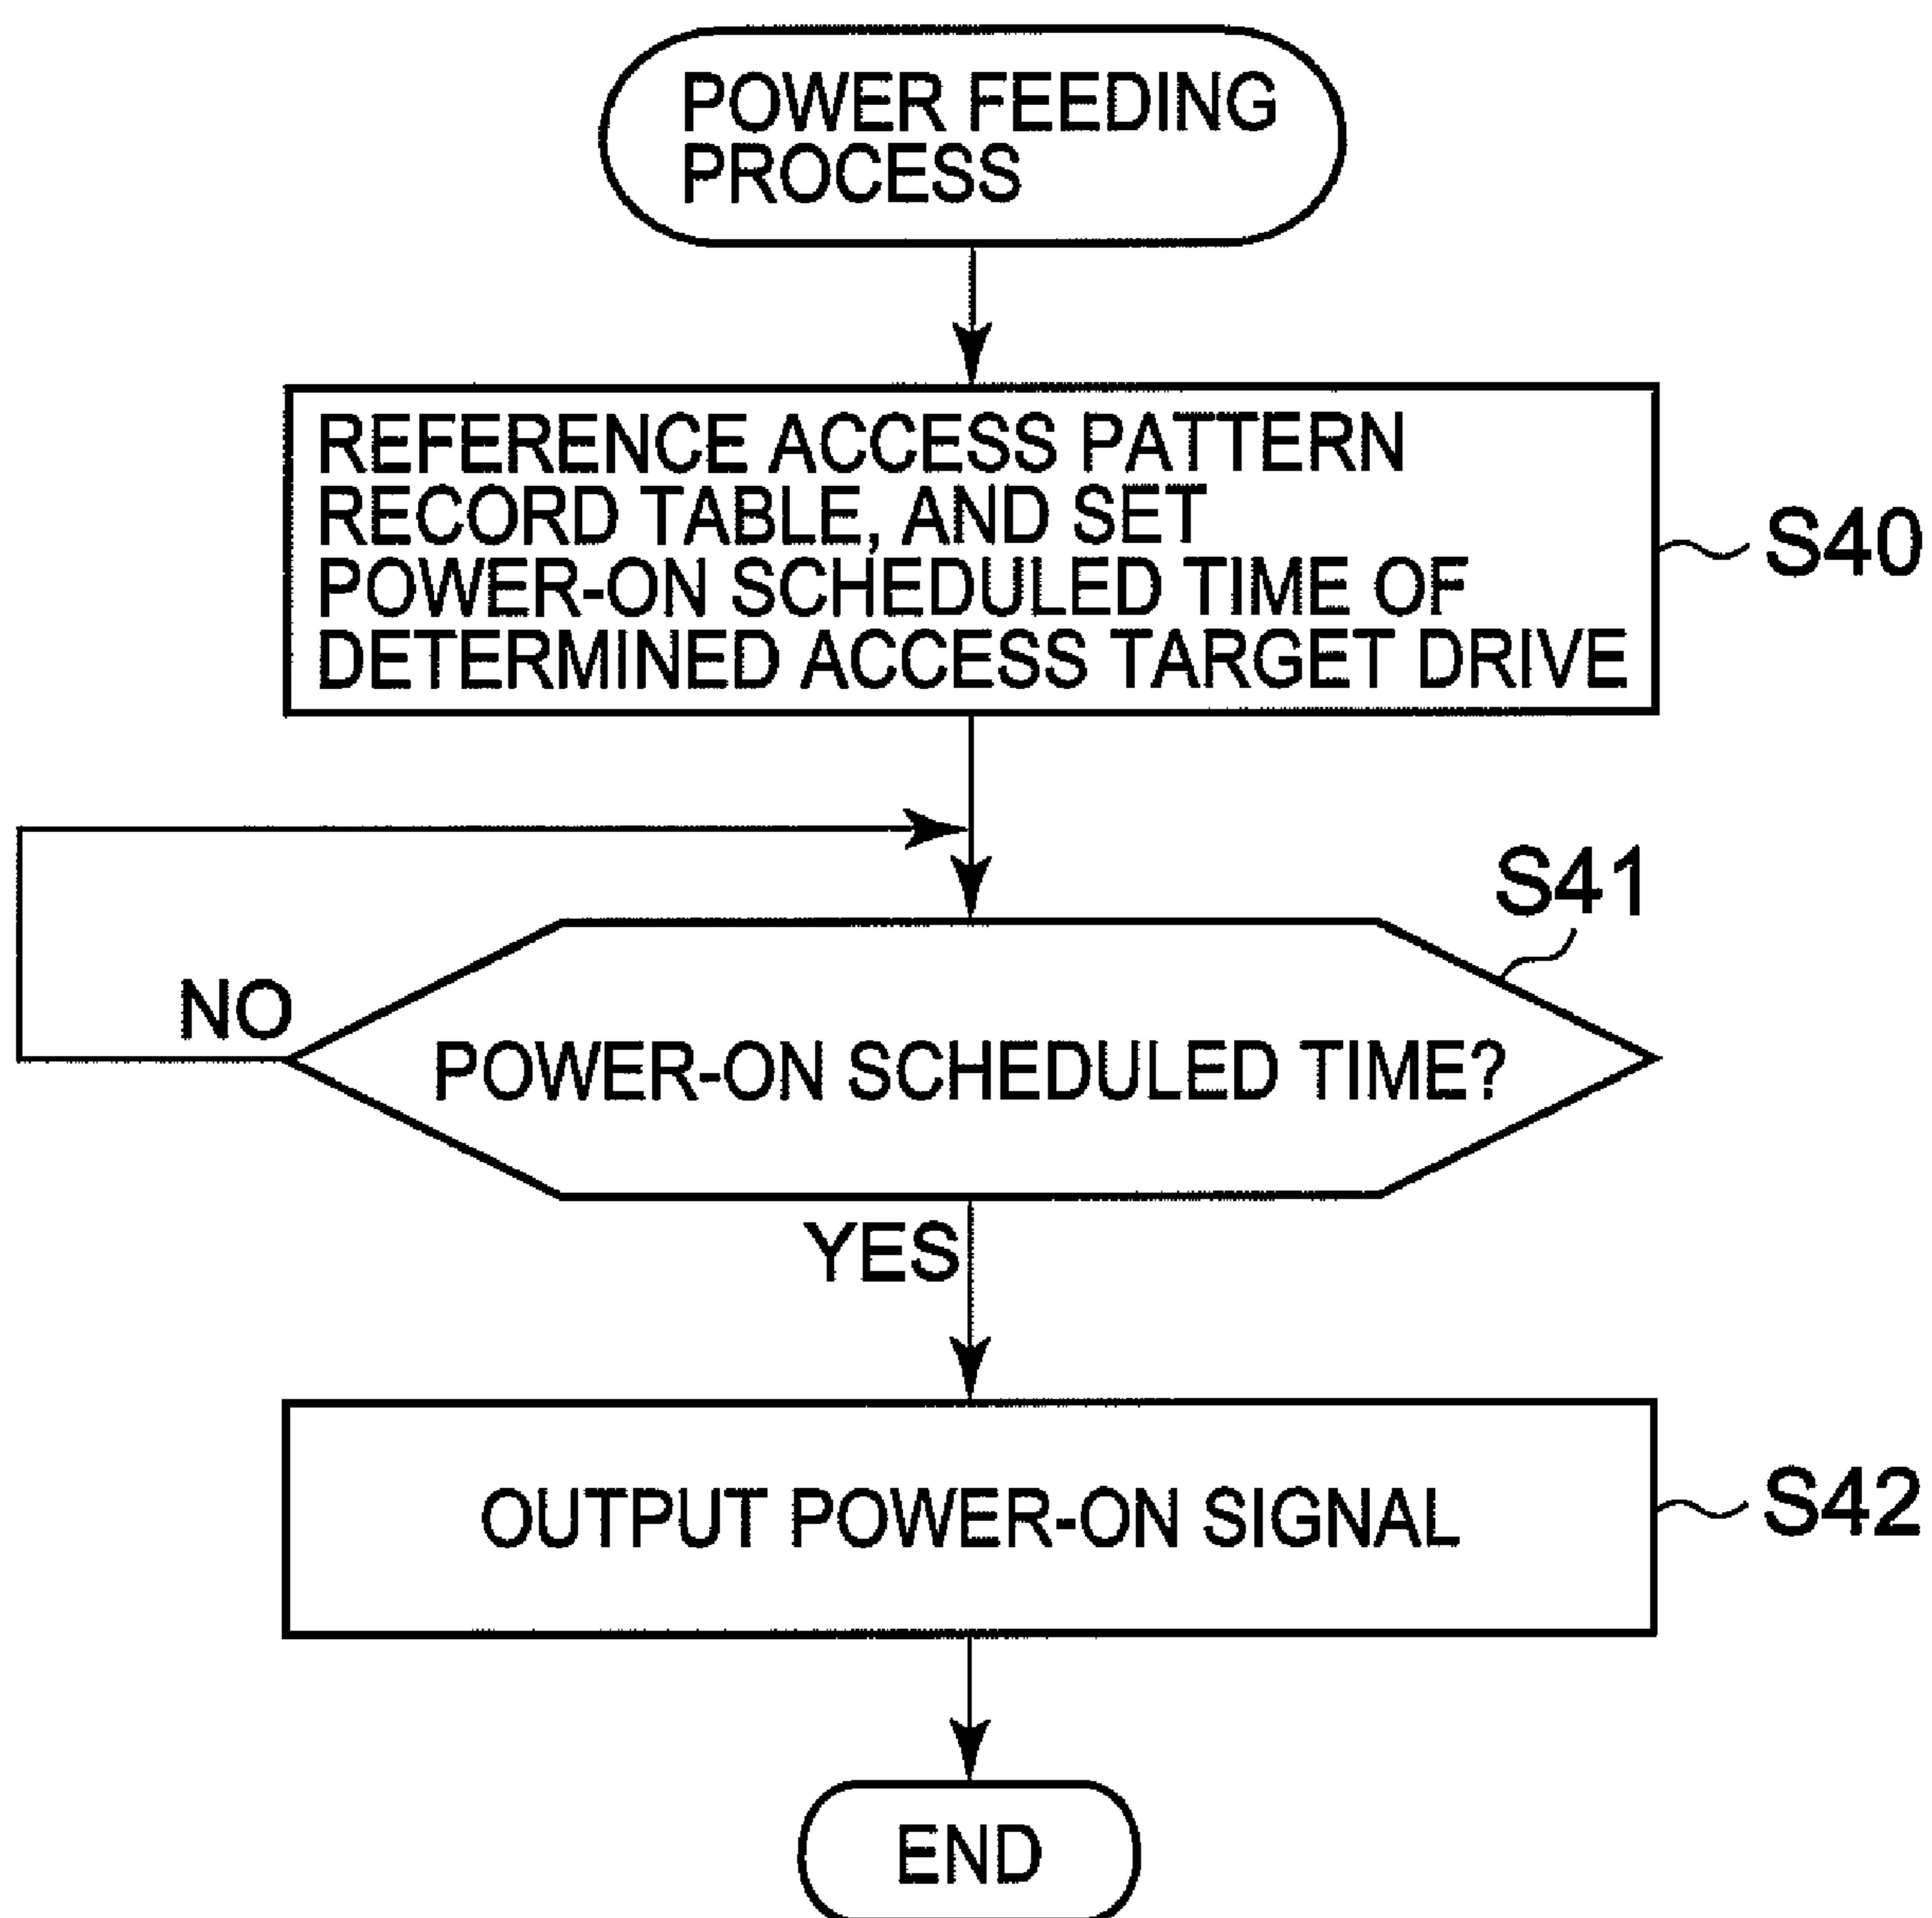 POWER FEEDING
PROCESS
REFERENCE ACCESS PATTERN
RECORD TABLE, AND SET
POWER-ON SCHEDULED TIME OF
DETERMINED ACCESS TARGET DRIVE
S40
S41
NO
POWER-ON SCHEDULED TIME?
YES
OUTPUT POWER-ON SIGNAL
S42
END